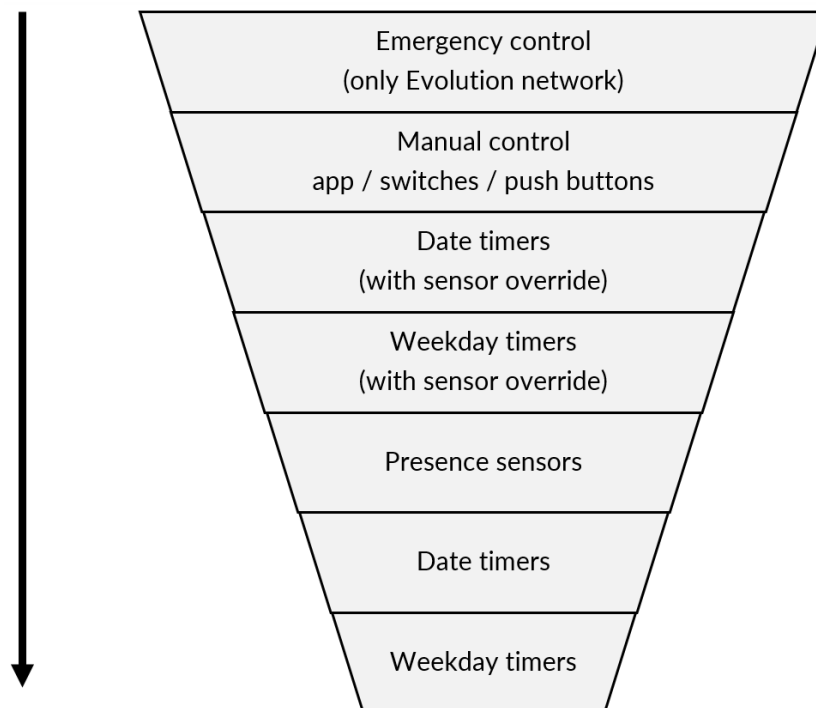 Emergency control
(only Evolution network)
Manual control
app / switches / push buttons
Date timers
(with sensor override)
Weekday timers
(with sensor override)
Presence sensors
Date timers
Weekday timers